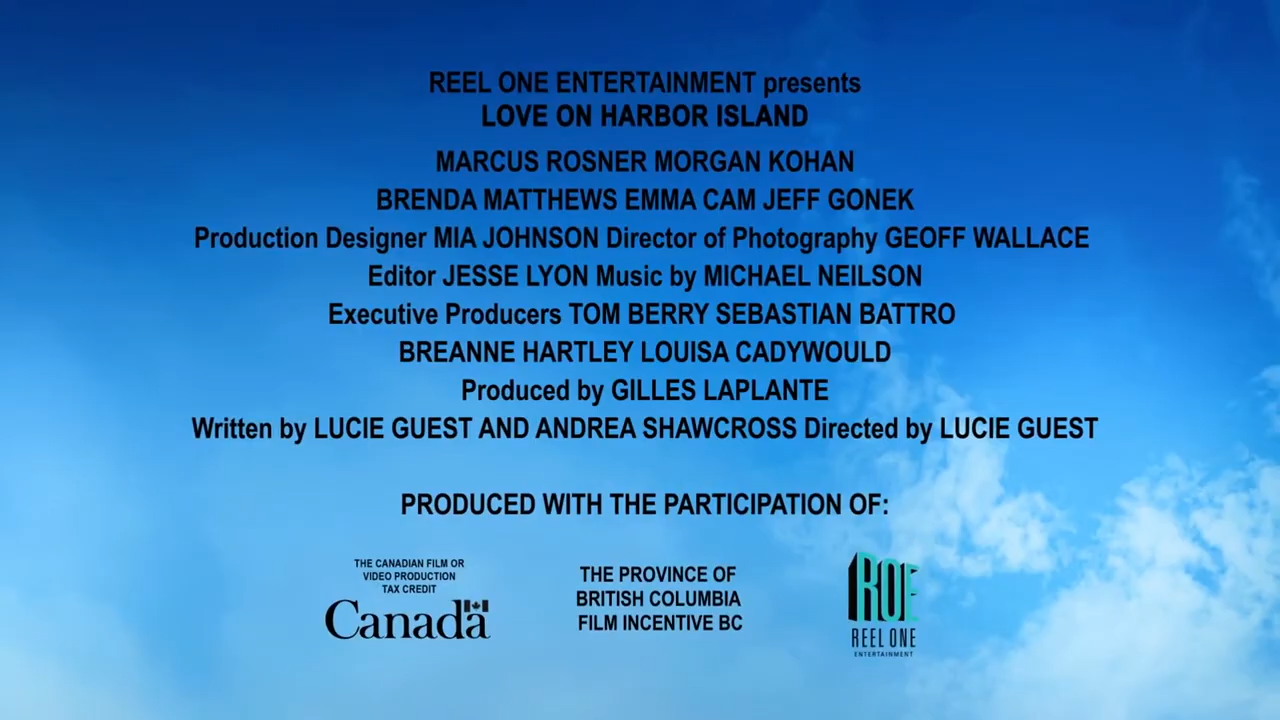 REEL ONE ENTERTAINMENT presents
LOVE ON HARBOR ISLAND
MARCUS ROSNER MORGAN KOHAN
BRENDA MATTHEWS EMMA CAM JEFF GONEK
Production Designer MIA JOHNSON Director of Photography GEOFF WALLACE
Editor JESSE LYON Music by MICHAEL NEILSON
Executive Producers TOM BERRY SEBASTIAN BATTRO
BREANNE HARTLEY LOUISA CADYWOULD
Produced by GILLES LAPLANTE
Written by LUCIE GUEST AND ANDREA SHAWCROSS Directed by LUCIE GUEST
PRODUCED WITH THE PARTICIPATION OF:
THE CANADIAN FILM OR
VIDEO PRODUCTION
TAX CREDIT
Canada
THE PROVINCE OF
BRITISH COLUMBIA
FILM INCENTIVE BC
ROE
REEL ONE
ENTERTAINMENT